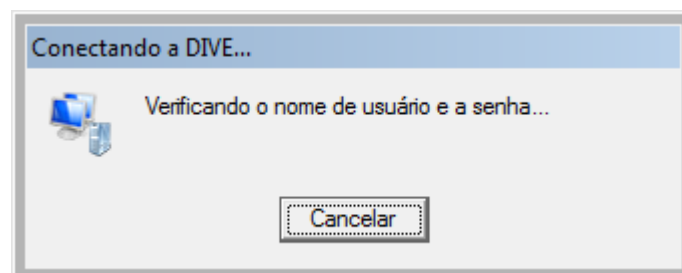 Conectando a DIVE...
Verificando o nome de usuário e a senha...
Cancelar